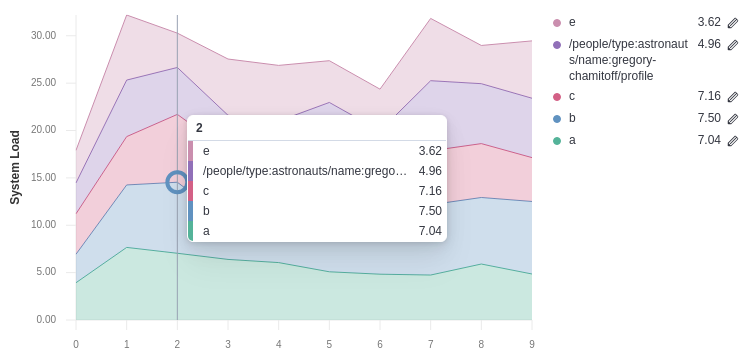 System Load
30.00
25.00
20.00
15.00
10.00
5.00
0.00
0 1 2 3 4 5 6 7 8 9
2
e 3.62
/people/type:astronauts/name:grego… 4.96
c 7.16
b 7.50
a 7.04
e 3.62
/people/type:astronaut 4.96
s/name:gregory-
chamitoff/profile
c 7.16
b 7.50
a 7.04